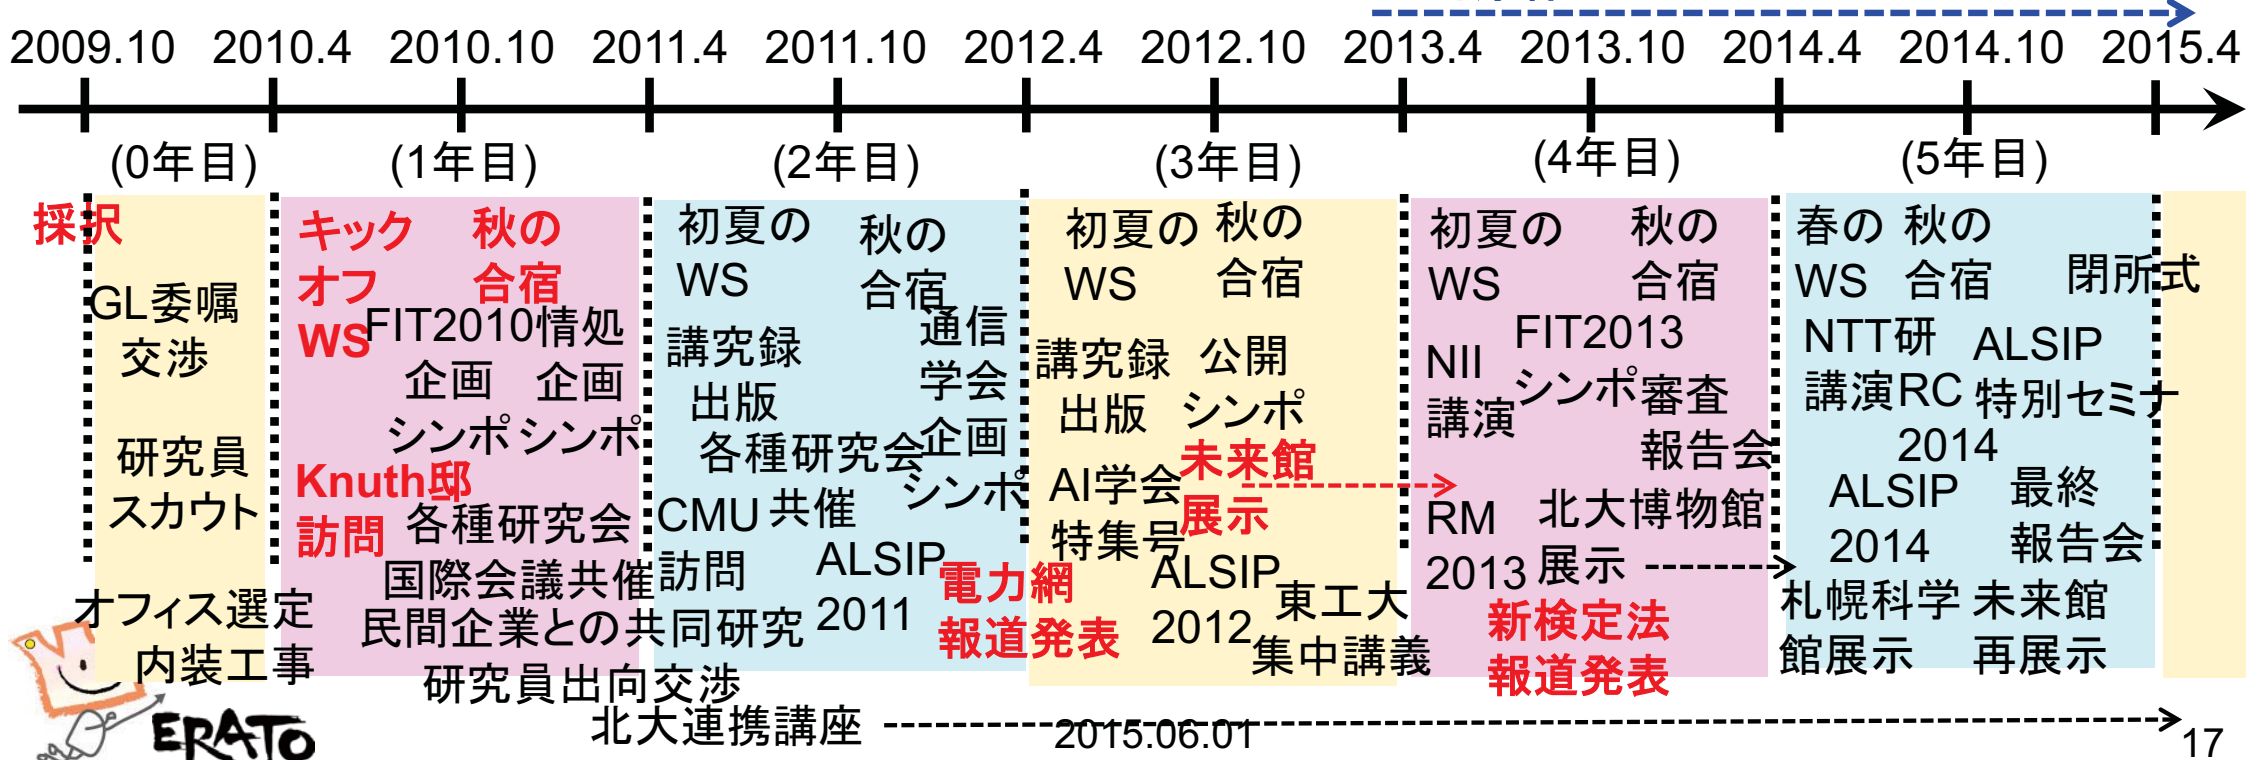 2009.10 2010.4 2010.10 2011.4 2011.10 2012.4 2012.10 2013.4 2013.10 2014.4 2014.10 2015.4
(0年目) (1年目) (2年目) (3年目) (4年目) (5年目)
採択
GL委嘱
交渉
研究員
スカウト
オフィス選定
内装工事
キック
オフ
WS
秋の
合宿
FIT2010
企画
シンポ
情処
企画
シンポ
Knuth邸
訪問
各種研究会
国際会議共催
民間企業との共同研究
研究員出向交渉
北大連携講座
初夏の
WS
秋の
合宿
講究録
出版
通信
学会
企画
シンポ
各種研究会
共催
CMU
訪問
ALSIP
2011
電力網
報道発表
初夏の
WS
秋の
合宿
講究録
出版
公開
シンポ
未来館
展示
AI学会
特集号
ALSIP
2012
東工大
集中講義
初夏の
WS
秋の
合宿
NII
講演
FIT2013
シンポ
審査
報告会
RM
2013
北大博物館
展示
新検定法
報道発表
春の
WS
秋の
合宿
閉所式
NTT研
講演
RC
2014
ALSIP
特別セミナ
ALSIP
2014
最終
報告会
札幌科学
館展示
未来館
再展示
ERATO
2015.06.01
17